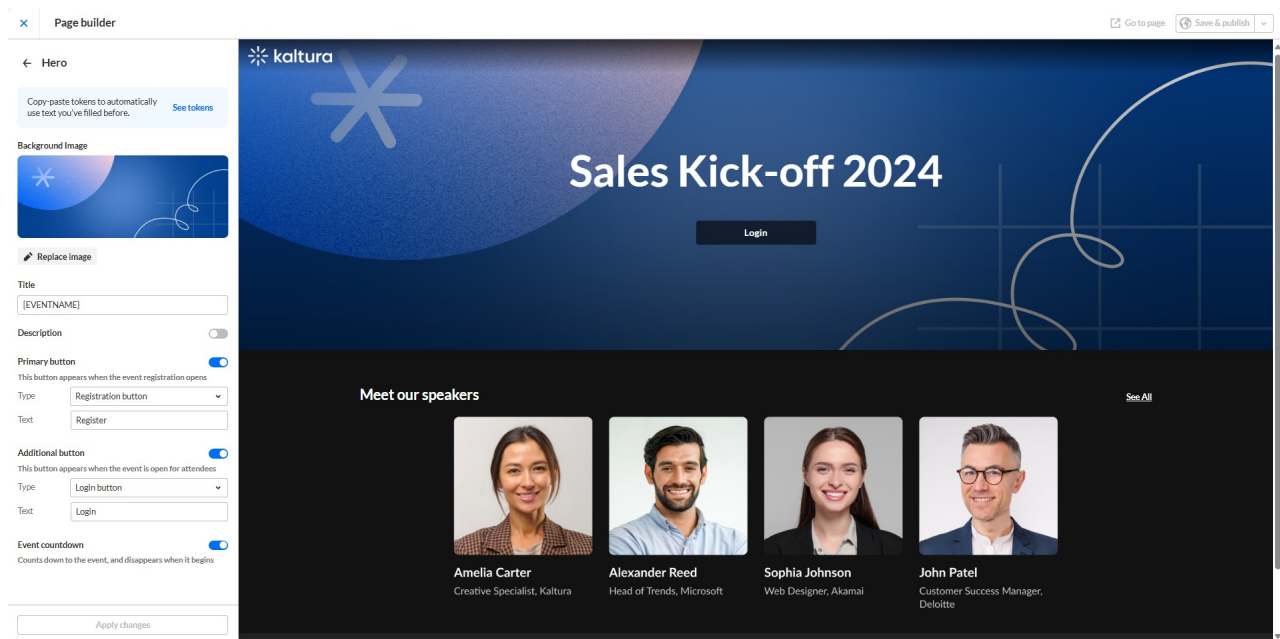 Page builder
Go to page
Save & publish
Hero
Copy-paste tokens to automatically
use text you've filled before.
See tokens
Background Image
Replace image
Title
{EVENTNAME}
Description
Primary button
This button appears when the event registration opens
Type
Registration button
Text
Register
Additional button
This button appears when the event is open for attendees
Type
Login button
Text
Login
Event countdown
Counts down to the event, and disappears when it begins
Apply changes
kaltura
Sales Kick-off 2024
Login
Meet our speakers
See All
Amelia Carter
Creative Specialist, Kaltura
Alexander Reed
Head of Trends, Microsoft
Sophia Johnson
Web Designer, Akamai
John Patel
Customer Success Manager,
Deloitte